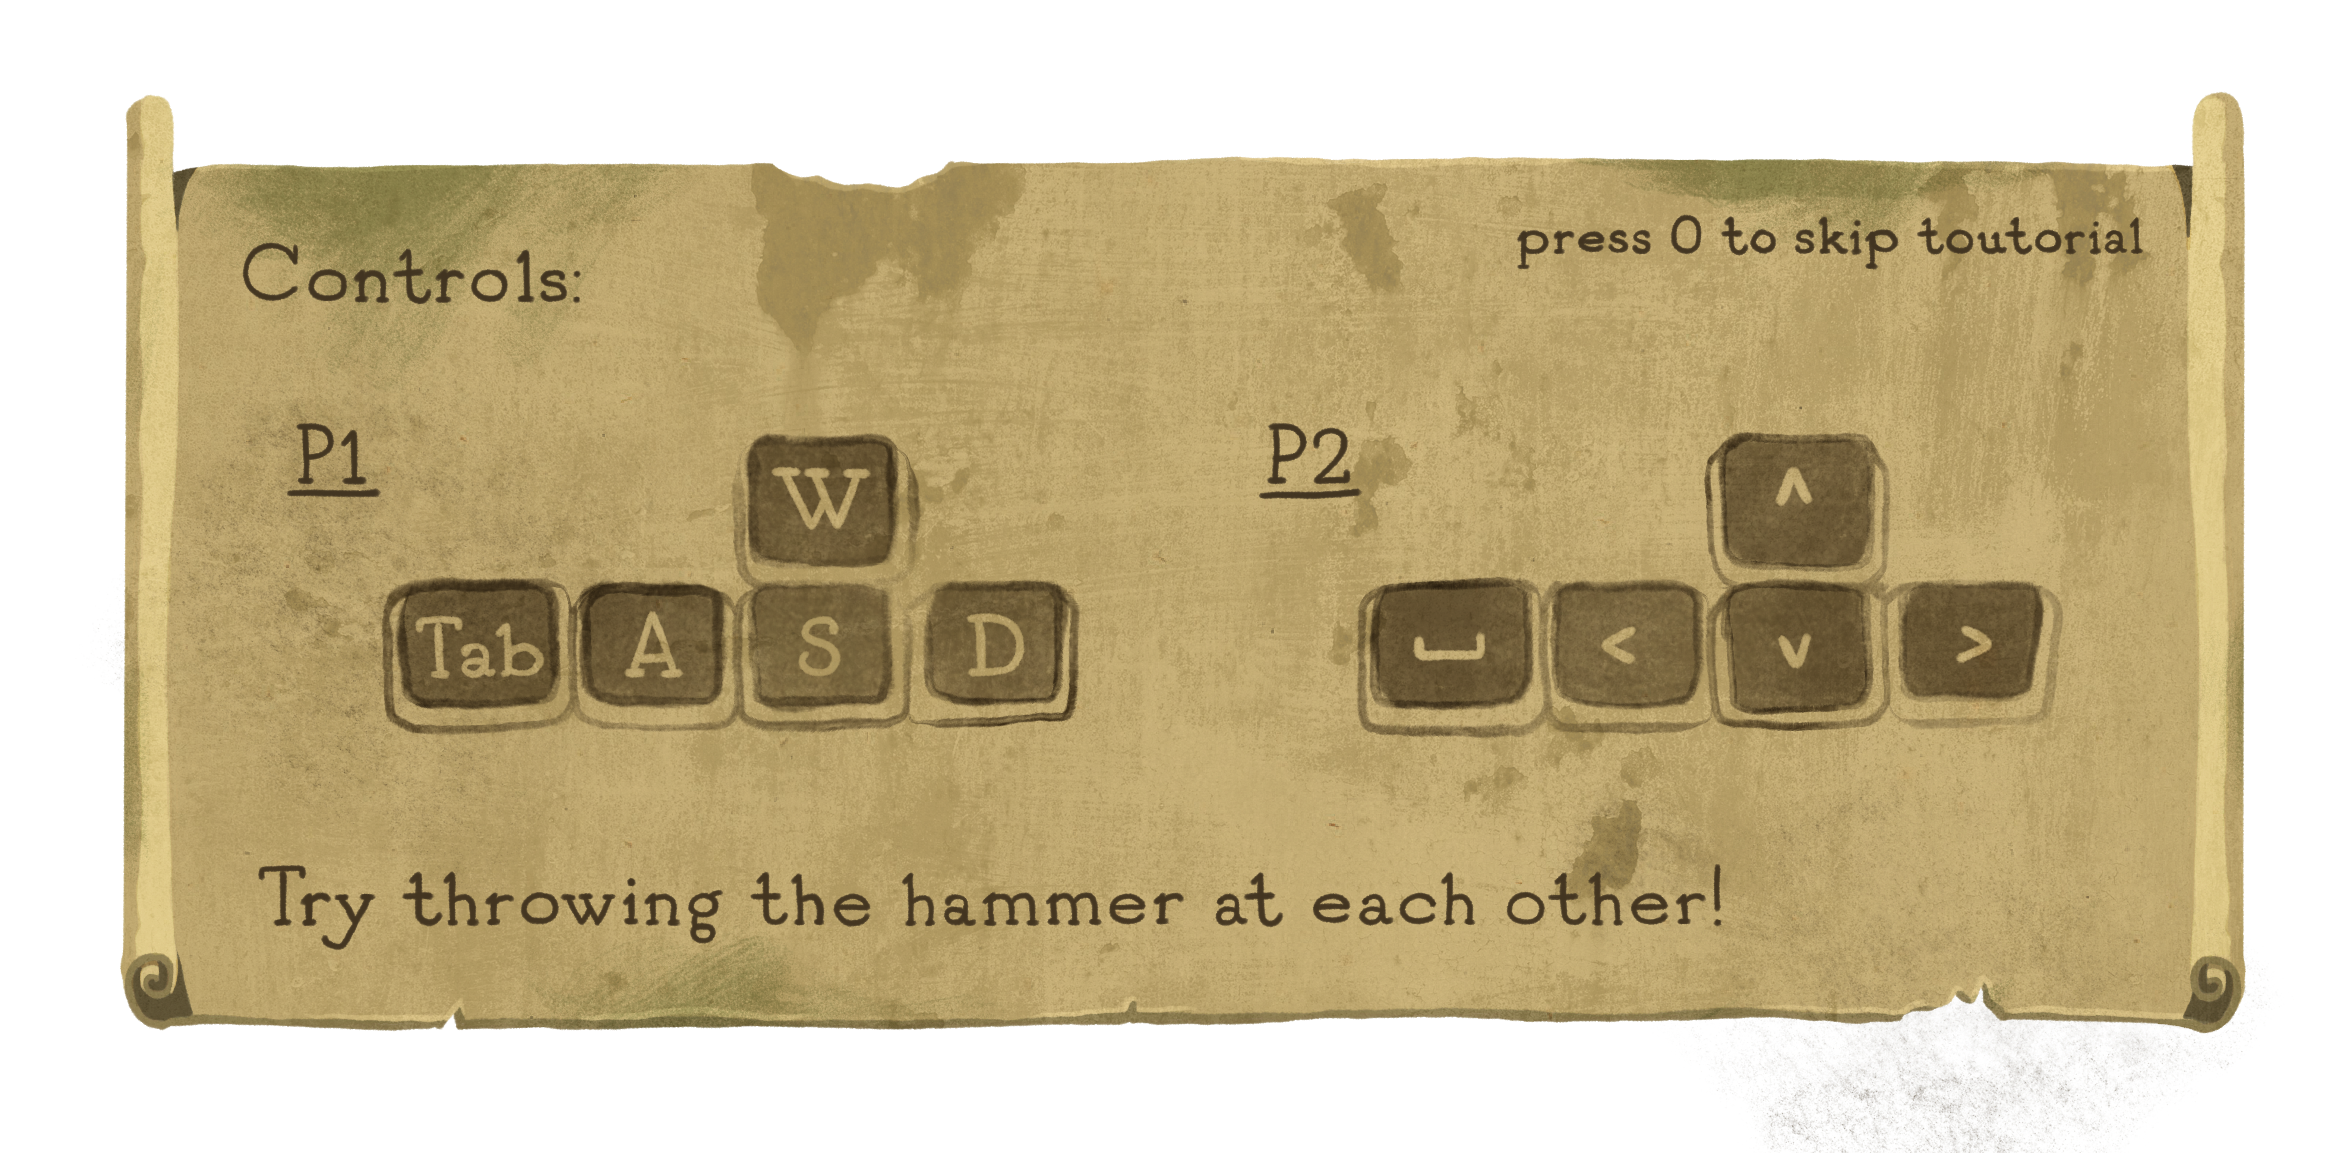 Controls:
press 0 to skip toutorial
P1
P2
W
^
Tab A S D
⎵ < v >
Try throwing the hammer at each other!